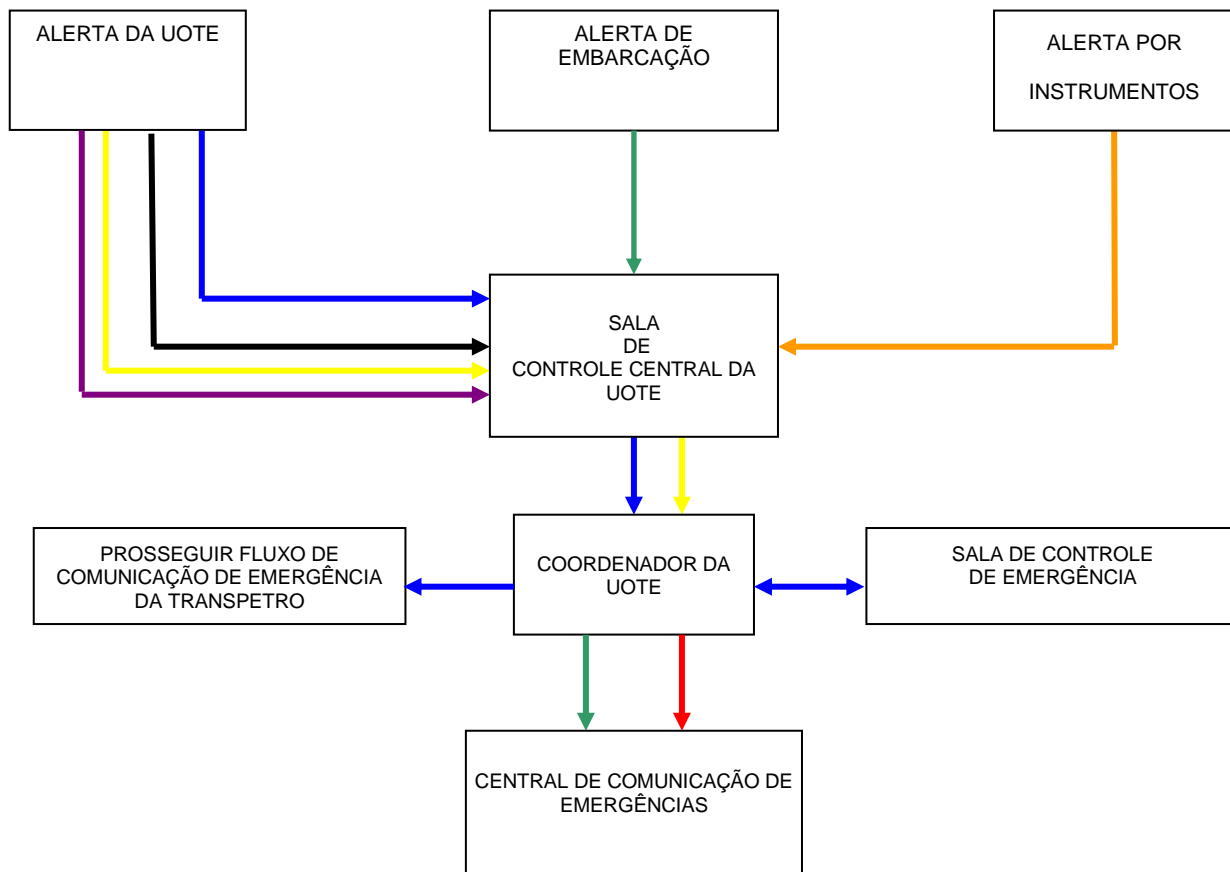 ALERTA DA UOTE
ALERTA DE
EMBARCAÇÃO
ALERTA POR
INSTRUMENTOS
SALA
DE
CONTROLE CENTRAL DA
UOTE
PROSSEGUIR FLUXO DE
COMUNICAÇÃO DE EMERGÊNCIA
DA TRANSPETRO
COORDENADOR DA
UOTE
SALA DE CONTROLE
DE EMERGÊNCIA
CENTRAL DE COMUNICAÇÃO DE
EMERGÊNCIAS